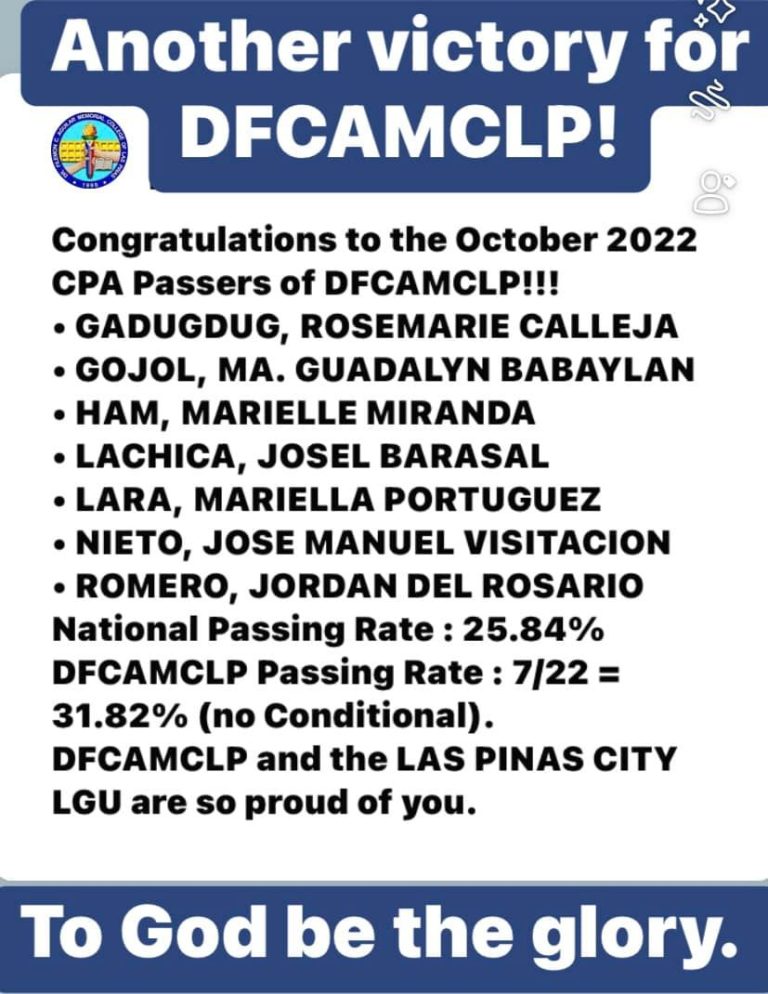 Another victory for
DFCAMCLP!
Congratulations to the October 2022
CPA Passers of DFCAMCLP!!!
• GADUGDUG, ROSEMARIE CALLEJA
• GOJOL, MA. GUADALYN BABAYLAN
• HAM, MARIELLE MIRANDA
• LACHICA, JOSEL BARASAL
• LARA, MARIELLA PORTUGUEZ
• NIETO, JOSE MANUEL VISITACION
• ROMERO, JORDAN DEL ROSARIO
National Passing Rate : 25.84%
DFCAMCLP Passing Rate : 7/22 =
31.82% (no Conditional).
DFCAMCLP and the LAS PINAS CITY
LGU are so proud of you.
To God be the glory.